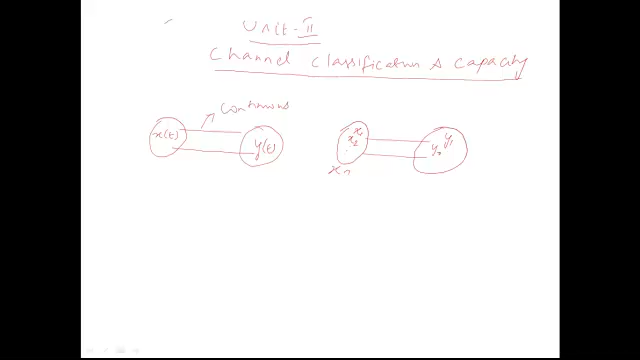 Unit - II
Channel Classification & Capacity
Continuous
x(t)
y(t)
x₁
x₂
xₙ
y₁
y₂